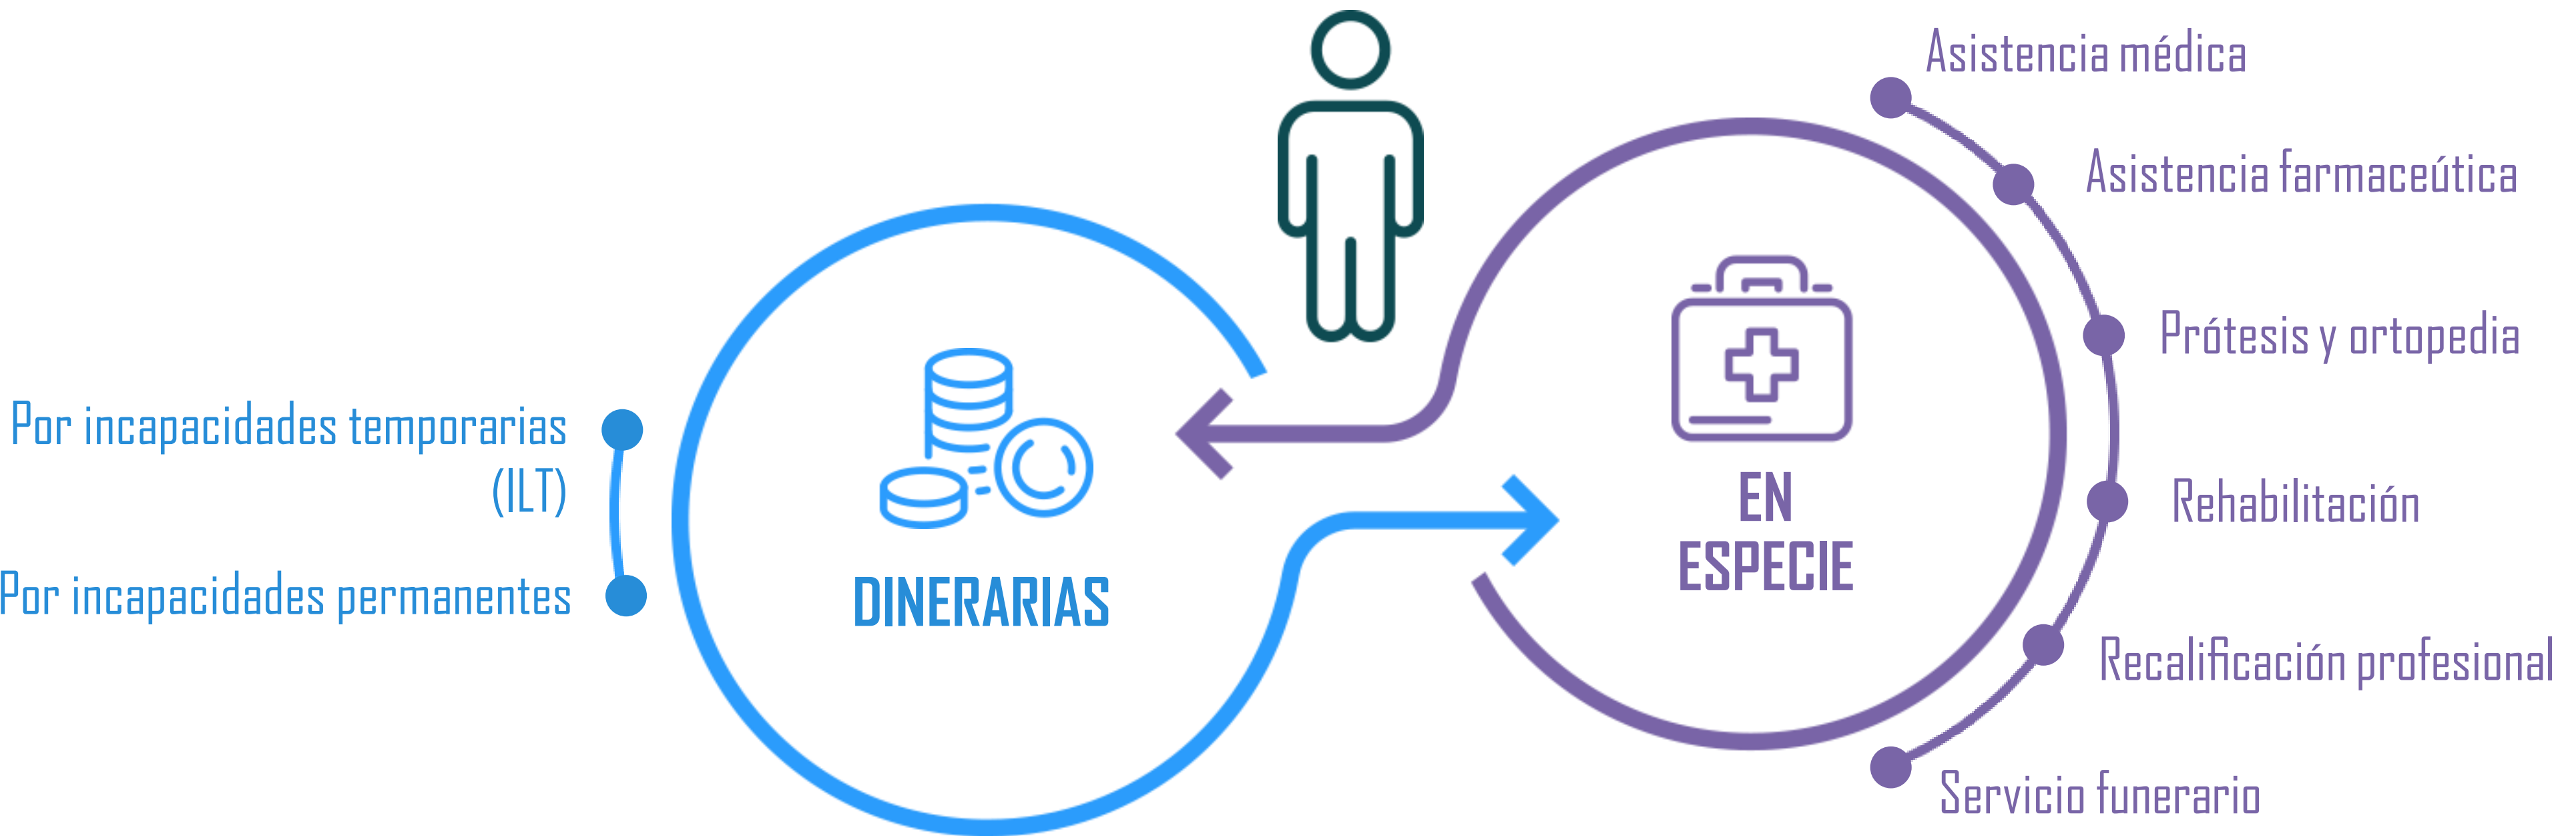 Por incapacidades temporarias
(ILT)
Por incapacidades permanentes
DINERARIAS
EN
ESPECIE
Asistencia médica
Asistencia farmaceútica
Prótesis y ortopedia
Rehabilitación
Recalificación profesional
Servicio funerario